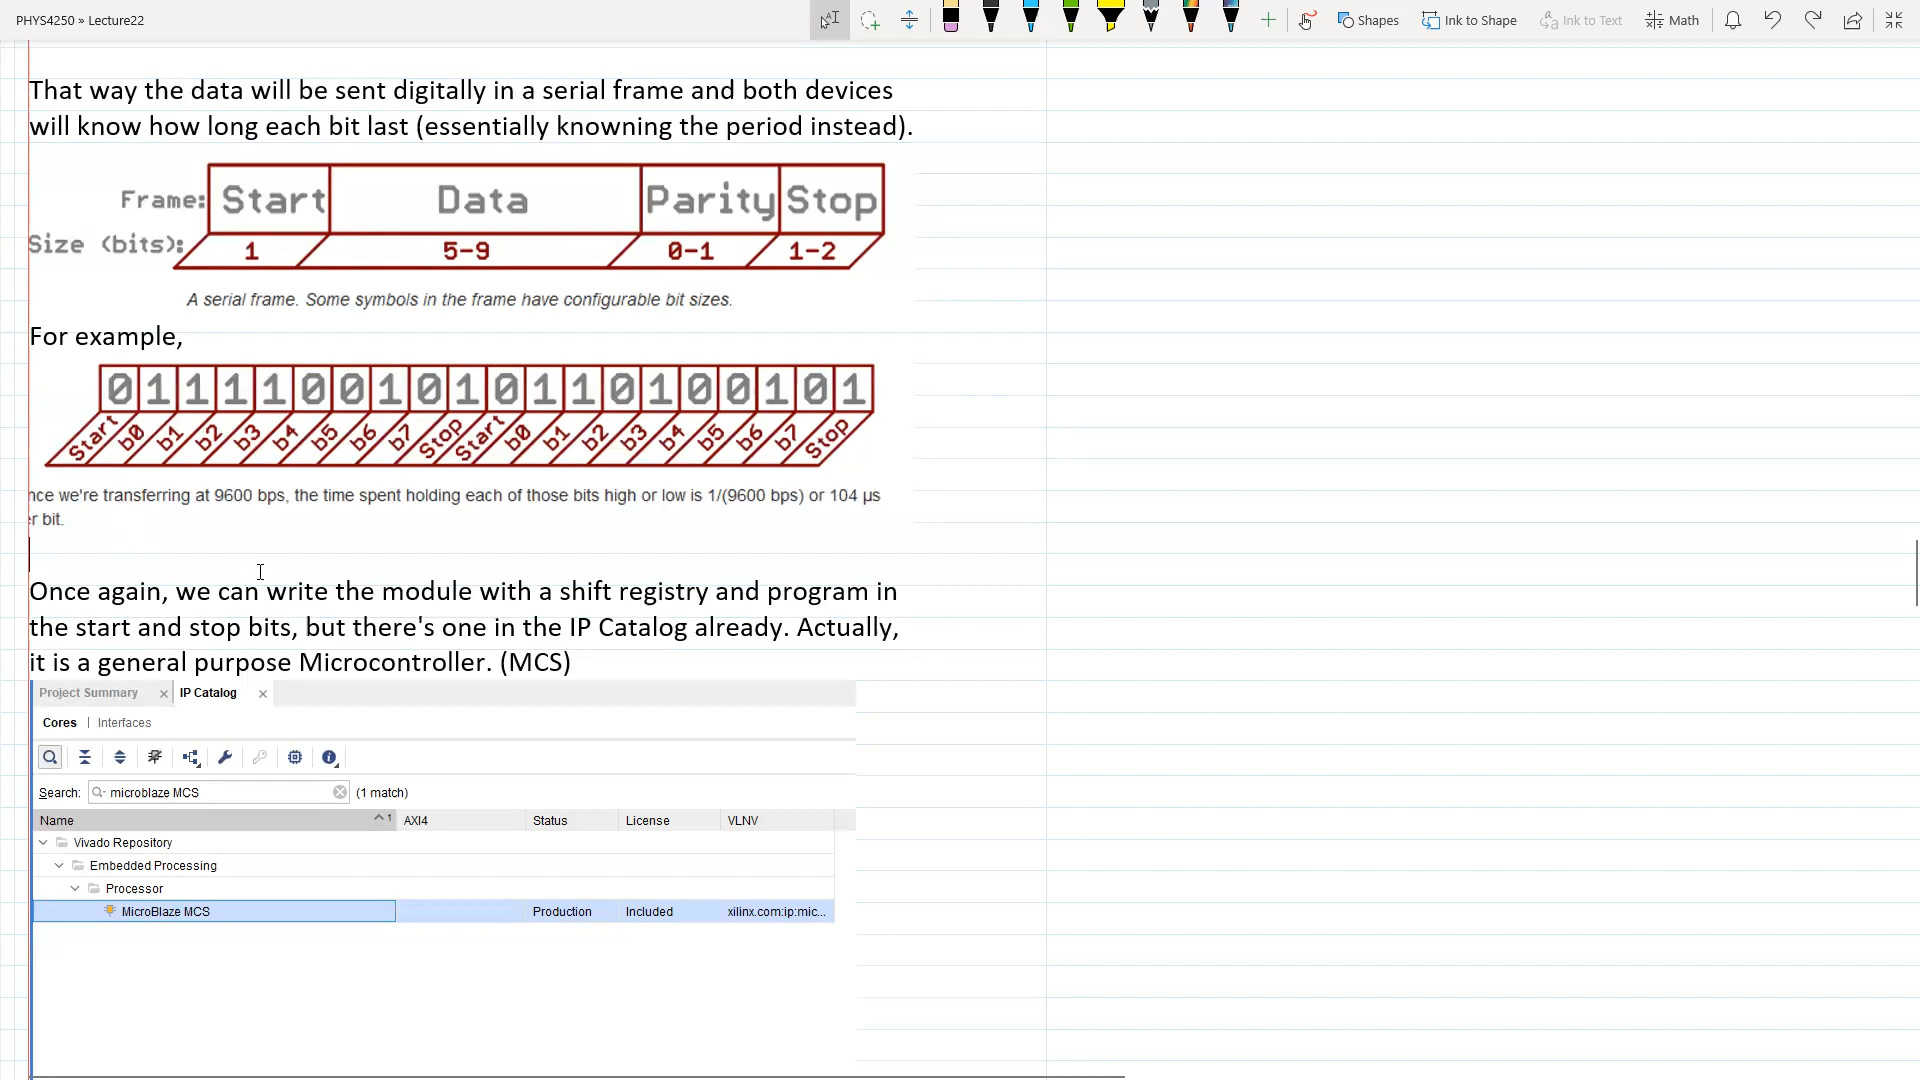 PHYS4250 » Lecture22
Shapes
Ink to Shape
Ink to Text
Math
That way the data will be sent digitally in a serial frame and both devices
will know how long each bit last (essentially knowning the period instead).
Frame: Start Data Parity Stop
Size (bits): 1 5-9 0-1 1-2
A serial frame. Some symbols in the frame have configurable bit sizes.
For example,
0 1 1 1 1 0 0 1 0 1 0 1 1 0 1 0 0 1 0 1
Start b0 b1 b2 b3 b4 b5 b6 b7 Stop Start b0 b1 b2 b3 b4 b5 b6 b7 Stop
nce we're transferring at 9600 bps, the time spent holding each of those bits high or low is 1/(9600 bps) or 104 µs
er bit.
Once again, we can write the module with a shift registry and program in
the start and stop bits, but there's one in the IP Catalog already. Actually,
it is a general purpose Microcontroller. (MCS)
Project Summary IP Catalog
Cores | Interfaces
Search: microblaze MCS (1 match)
Name 1 AXI4 Status License VLNV
Vivado Repository
Embedded Processing
Processor
MicroBlaze MCS Production Included xilinx.com:ip:mic...